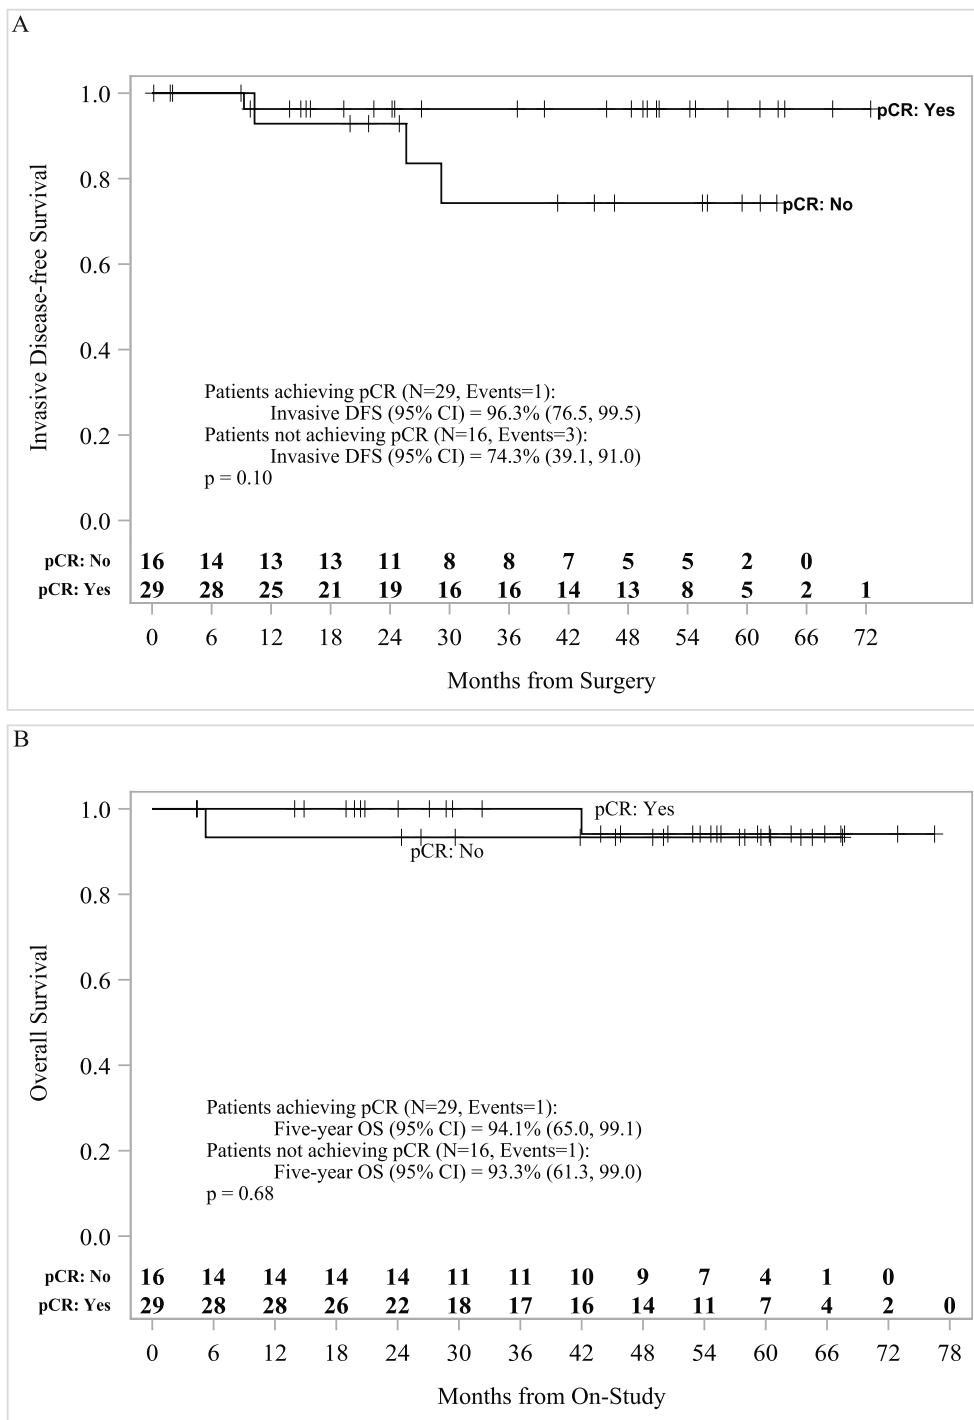 A
Invasive Disease-free Survival
1.0
0.8
0.6
0.4
0.2
0.0
pCR: Yes
pCR: No
Patients achieving pCR (N=29, Events=1):
Invasive DFS (95% CI) = 96.3% (76.5, 99.5)
Patients not achieving pCR (N=16, Events=3):
Invasive DFS (95% CI) = 74.3% (39.1, 91.0)
p = 0.10
pCR: No 16 14 13 13 11 8 8 7 5 5 2 0
pCR: Yes 29 28 25 21 19 16 16 14 13 8 5 2 1
0 6 12 18 24 30 36 42 48 54 60 66 72
Months from Surgery
B
Overall Survival
1.0
0.8
0.6
0.4
0.2
0.0
pCR: Yes
pCR: No
Patients achieving pCR (N=29, Events=1):
Five-year OS (95% CI) = 94.1% (65.0, 99.1)
Patients not achieving pCR (N=16, Events=1):
Five-year OS (95% CI) = 93.3% (61.3, 99.0)
p = 0.68
pCR: No 16 14 14 14 14 11 11 10 9 7 4 1 0
pCR: Yes 29 28 28 26 22 18 17 16 14 11 7 4 2 0
0 6 12 18 24 30 36 42 48 54 60 66 72 78
Months from On-Study